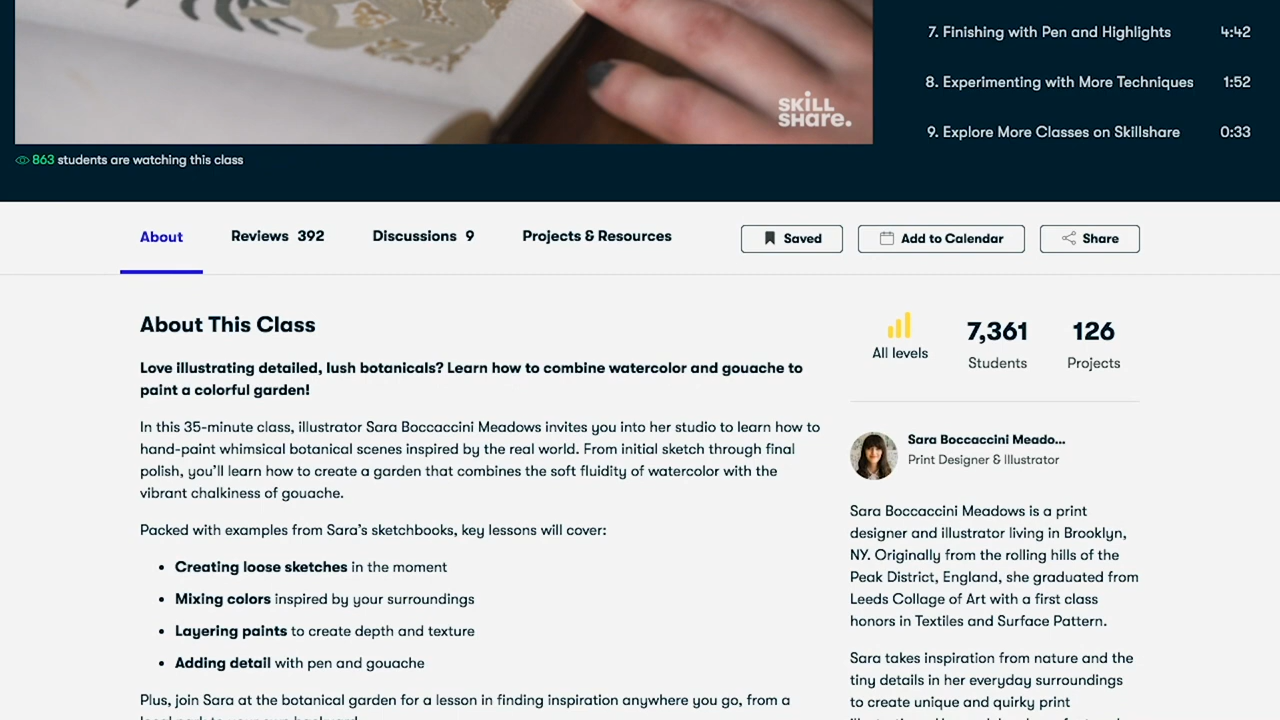 7. Finishing with Pen and Highlights 4:42
8. Experimenting with More Techniques 1:52
9. Explore More Classes on Skillshare 0:33
SKILL
SHARE.
863 students are watching this class
About Reviews 392 Discussions 9 Projects & Resources Saved Add to Calendar Share
About This Class
Love illustrating detailed, lush botanicals? Learn how to combine watercolor and gouache to
paint a colorful garden!
In this 35-minute class, illustrator Sara Boccaccini Meadows invites you into her studio to learn how to
hand-paint whimsical botanical scenes inspired by the real world. From initial sketch through final
polish, you'll learn how to create a garden that combines the soft fluidity of watercolor with the
vibrant chalkiness of gouache.
Packed with examples from Sara's sketchbooks, key lessons will cover:
• Creating loose sketches in the moment
• Mixing colors inspired by your surroundings
• Layering paints to create depth and texture
• Adding detail with pen and gouache
Plus, join Sara at the botanical garden for a lesson in finding inspiration anywhere you go, from a
7,361 126
All levels Students Projects
Sara Boccaccini Meado...
Print Designer & Illustrator
Sara Boccaccini Meadows is a print
designer and illustrator living in Brooklyn,
NY. Originally from the rolling hills of the
Peak District, England, she graduated from
Leeds Collage of Art with a first class
honors in Textiles and Surface Pattern.
Sara takes inspiration from nature and the
tiny details in her everyday surroundings
to create unique and quirky print